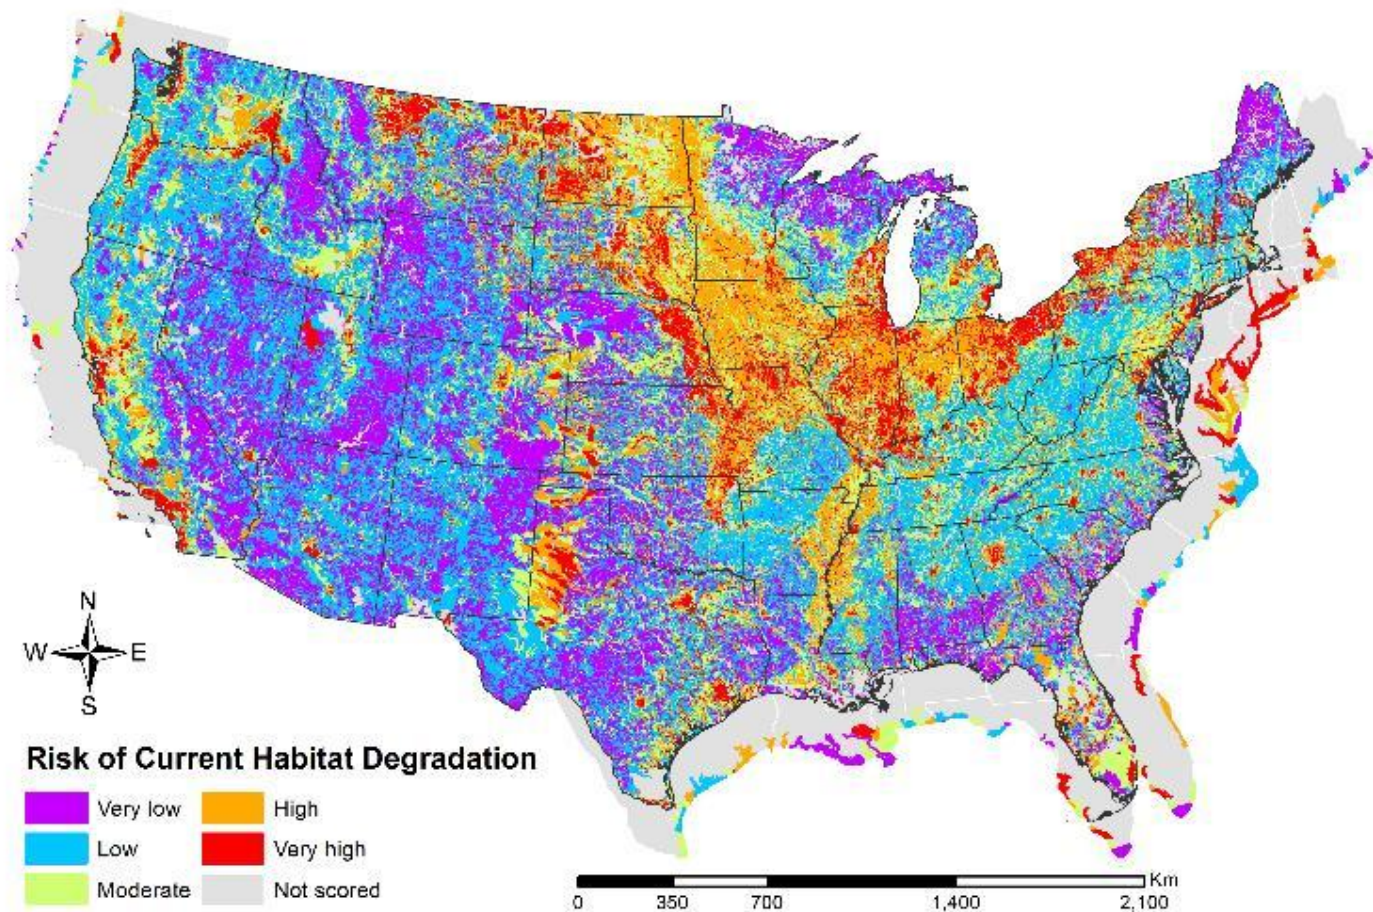 N
W E
S
Risk of Current Habitat Degradation
Very low High
Low Very high
Moderate Not scored
Km
0 350 700 1,400 2,100